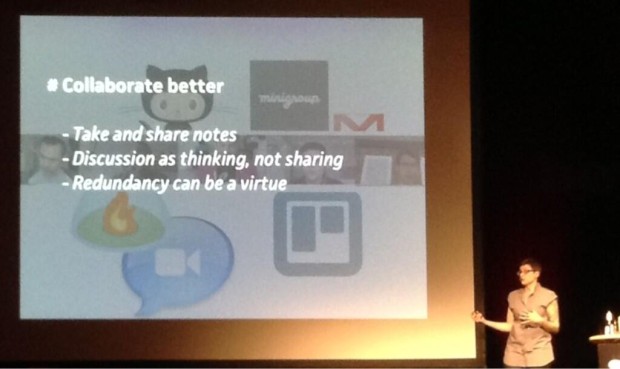 # Collaborate better
minigroup
- Take and share notes
- Discussion as thinking, not sharing
- Redundancy can be a virtue